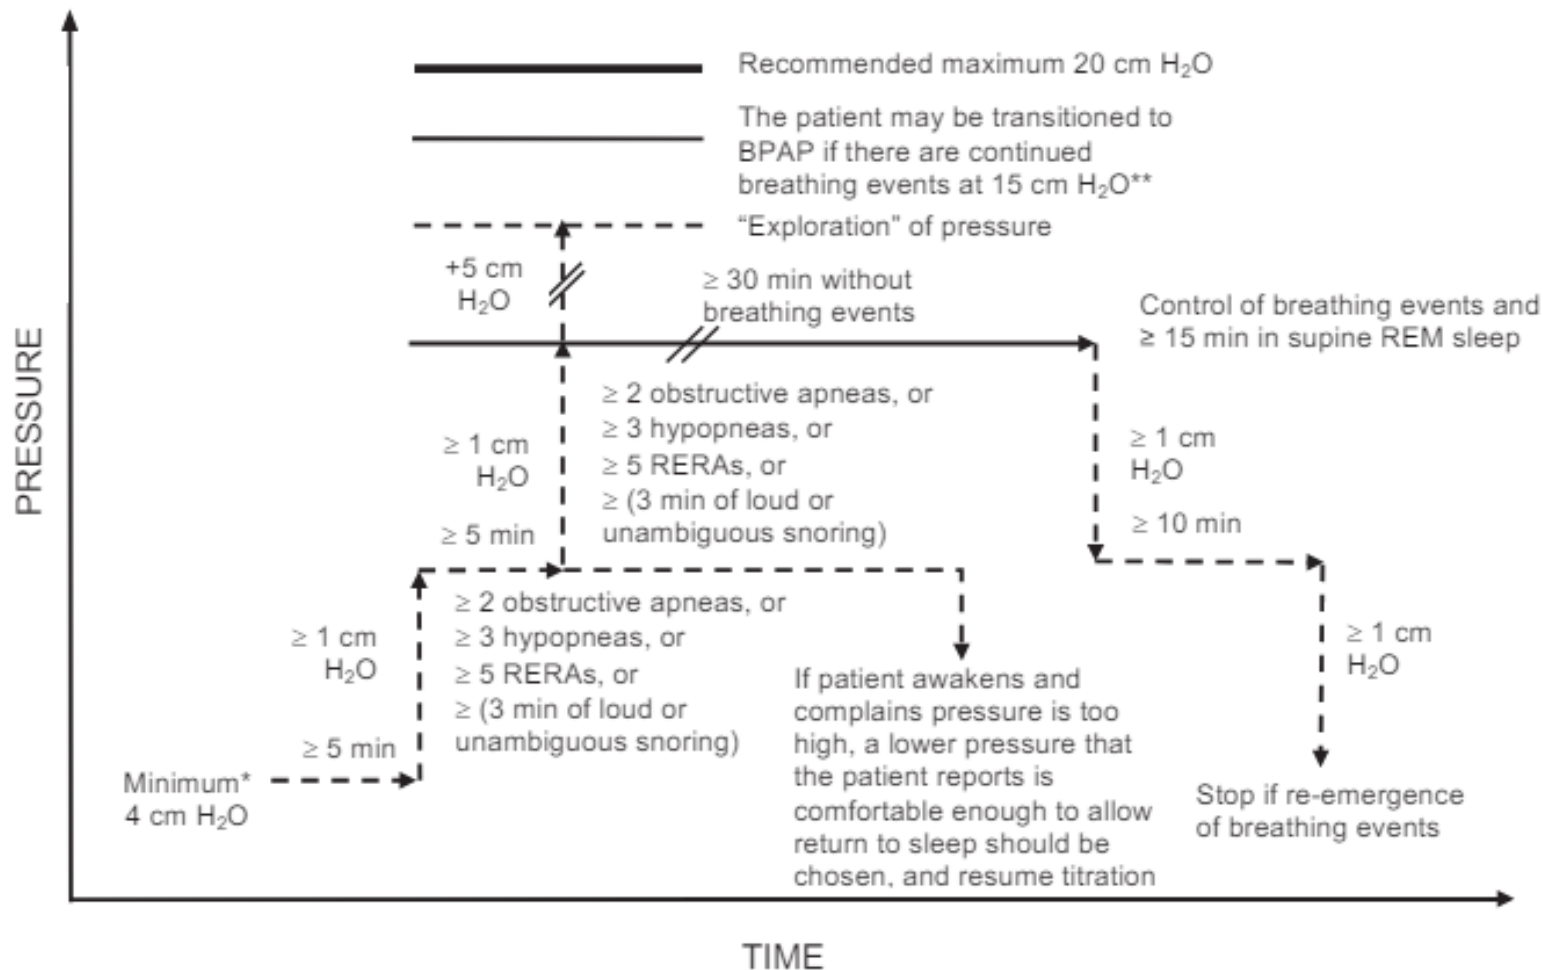 Recommended maximum 20 cm H₂O
The patient may be transitioned to
BPAP if there are continued
breathing events at 15 cm H₂O**
“Exploration” of pressure
+5 cm
H₂O
≥ 30 min without
breathing events
Control of breathing events and
≥ 15 min in supine REM sleep
≥ 2 obstructive apneas, or
≥ 3 hypopneas, or
≥ 5 RERAs, or
≥ (3 min of loud or
unambiguous snoring)
≥ 1 cm
H₂O
≥ 5 min
≥ 1 cm
H₂O
≥ 10 min
≥ 2 obstructive apneas, or
≥ 3 hypopneas, or
≥ 5 RERAs, or
≥ (3 min of loud or
unambiguous snoring)
≥ 1 cm
H₂O
≥ 5 min
Minimum*
4 cm H₂O
If patient awakens and
complains pressure is too
high, a lower pressure that
the patient reports is
comfortable enough to allow
return to sleep should be
chosen, and resume titration
≥ 1 cm
H₂O
Stop if re-emergence
of breathing events
PRESSURE
TIME